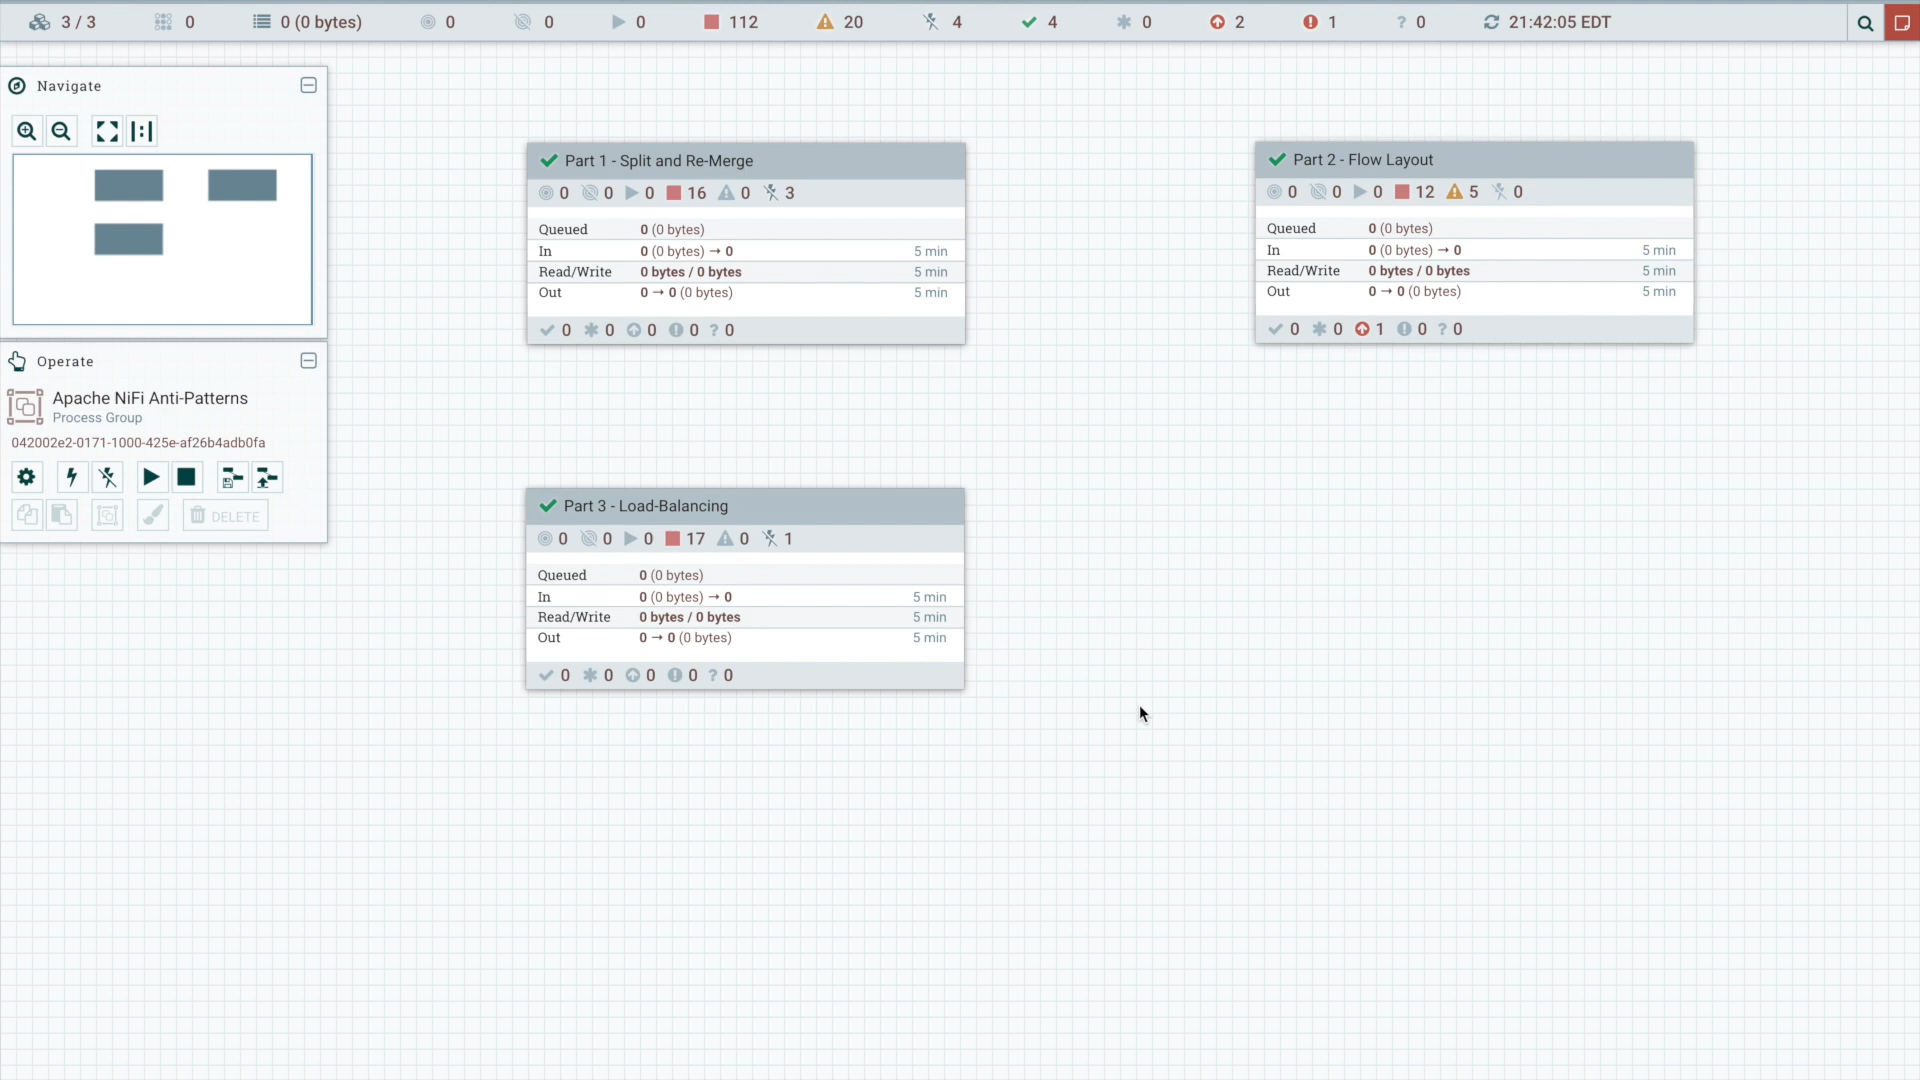 3 / 3 0 0 (0 bytes) 0 0 0 112 20 4 4 0 2 1 ? 0 21:42:05 EDT
Navigate
Operate
Apache NiFi Anti-Patterns
Process Group
042002e2-0171-1000-425e-af26b4adb0fa
DELETE
Part 1 - Split and Re-Merge
0 0 0 16 0 3
Queued 0 (0 bytes)
In 0 (0 bytes) → 0 5 min
Read/Write 0 bytes / 0 bytes 5 min
Out 0 → 0 (0 bytes) 5 min
0 0 0 0 ? 0
Part 2 - Flow Layout
0 0 0 12 5 0
Queued 0 (0 bytes)
In 0 (0 bytes) → 0 5 min
Read/Write 0 bytes / 0 bytes 5 min
Out 0 → 0 (0 bytes) 5 min
0 0 1 0 ? 0
Part 3 - Load-Balancing
0 0 0 17 0 1
Queued 0 (0 bytes)
In 0 (0 bytes) → 0 5 min
Read/Write 0 bytes / 0 bytes 5 min
Out 0 → 0 (0 bytes) 5 min
0 0 0 0 ? 0